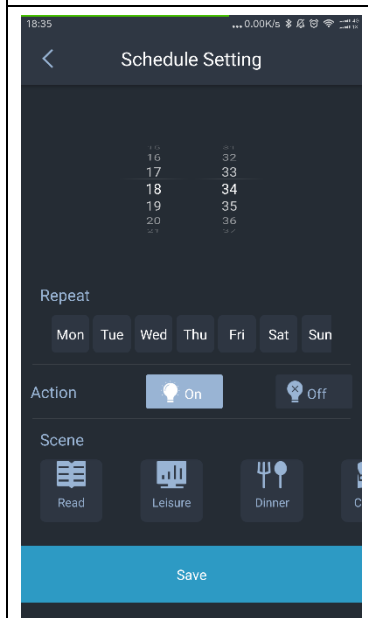 18:35 ... 0.00K/s
Schedule Setting
16 32
17 33
18 34
19 35
20 36
Repeat
Mon Tue Wed Thu Fri Sat Sun
Action On Off
Scene
Read Leisure Dinner C
Save